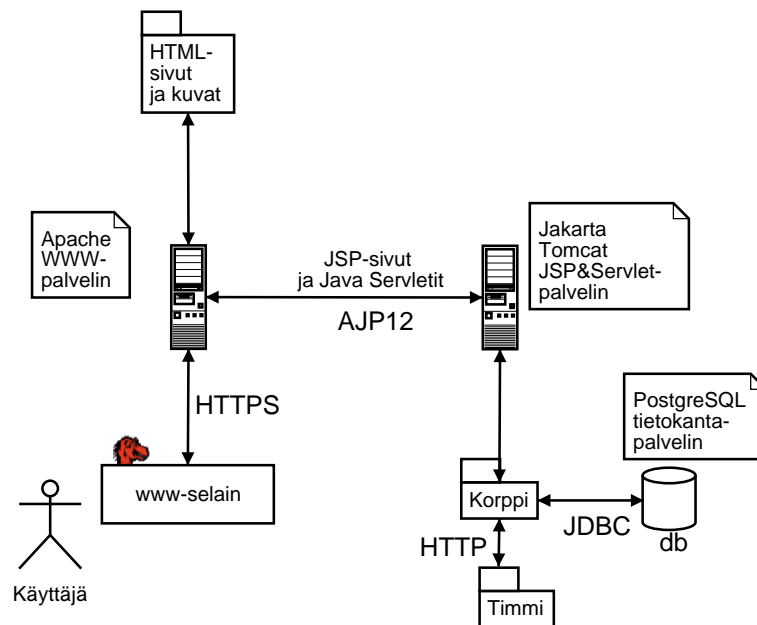 HTML-
sivut
ja kuvat
Apache
WWW-
palvelin
JSP-sivut
ja Java Servletit
AJP12
Jakarta
Tomcat
JSP&Servlet-
palvelin
HTTPS
PostgreSQL
tietokanta-
palvelin
www-selain
Korppi
JDBC
db
HTTP
Käyttäjä
Timmi